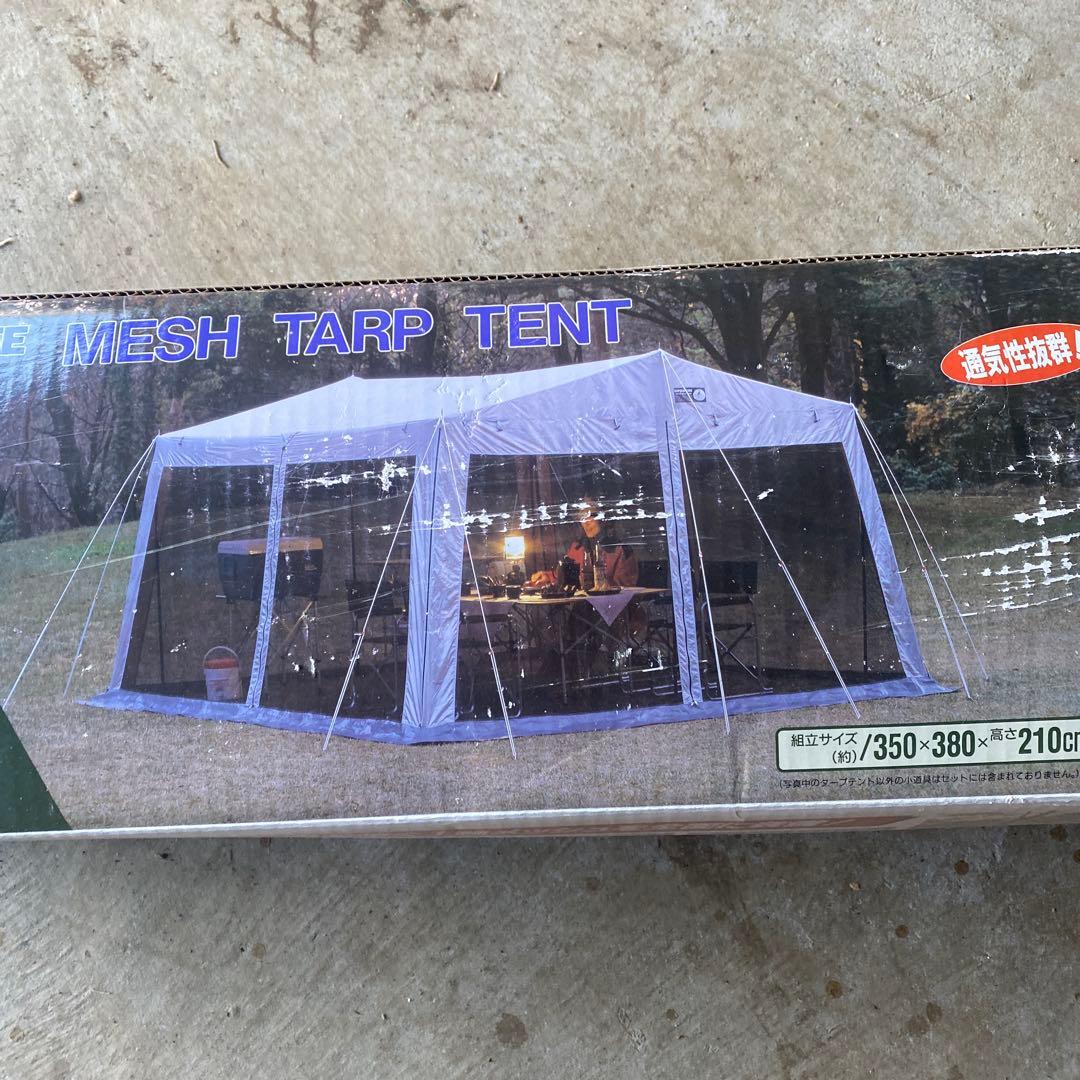 E MESH TARP TENT
通気性抜群!
組立サイズ(約)/350×380×高さ210cm
(写真中のタープテント以外の小道具はセットには含まれておりません。)